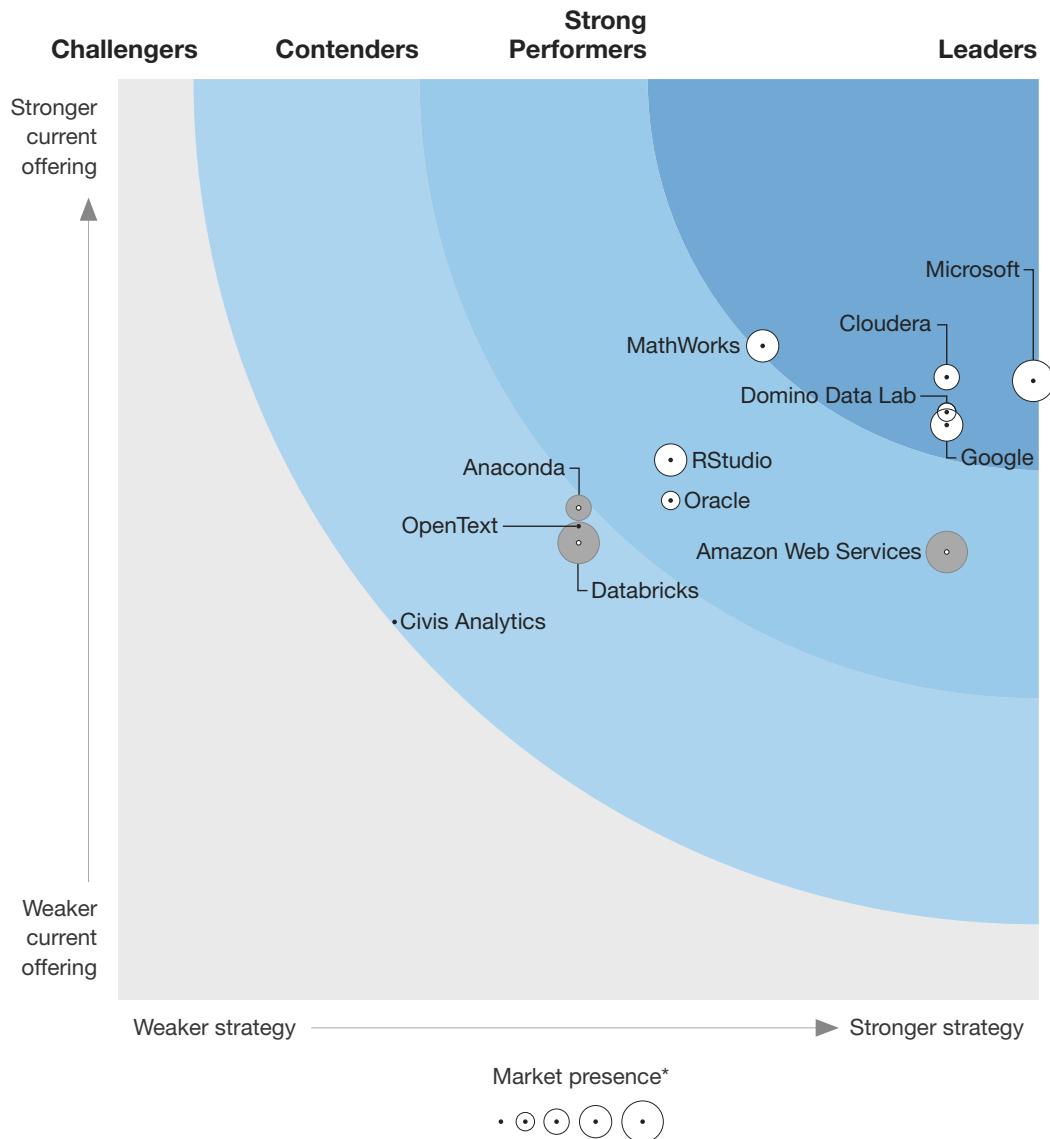 Challengers
Contenders
Strong
Performers
Leaders
Stronger
current
offering
Microsoft
Cloudera
MathWorks
Domino Data Lab
Google
RStudio
Anaconda
Oracle
OpenText
Amazon Web Services
Databricks
Civis Analytics
Weaker
current
offering
Weaker strategy
Stronger strategy
Market presence*